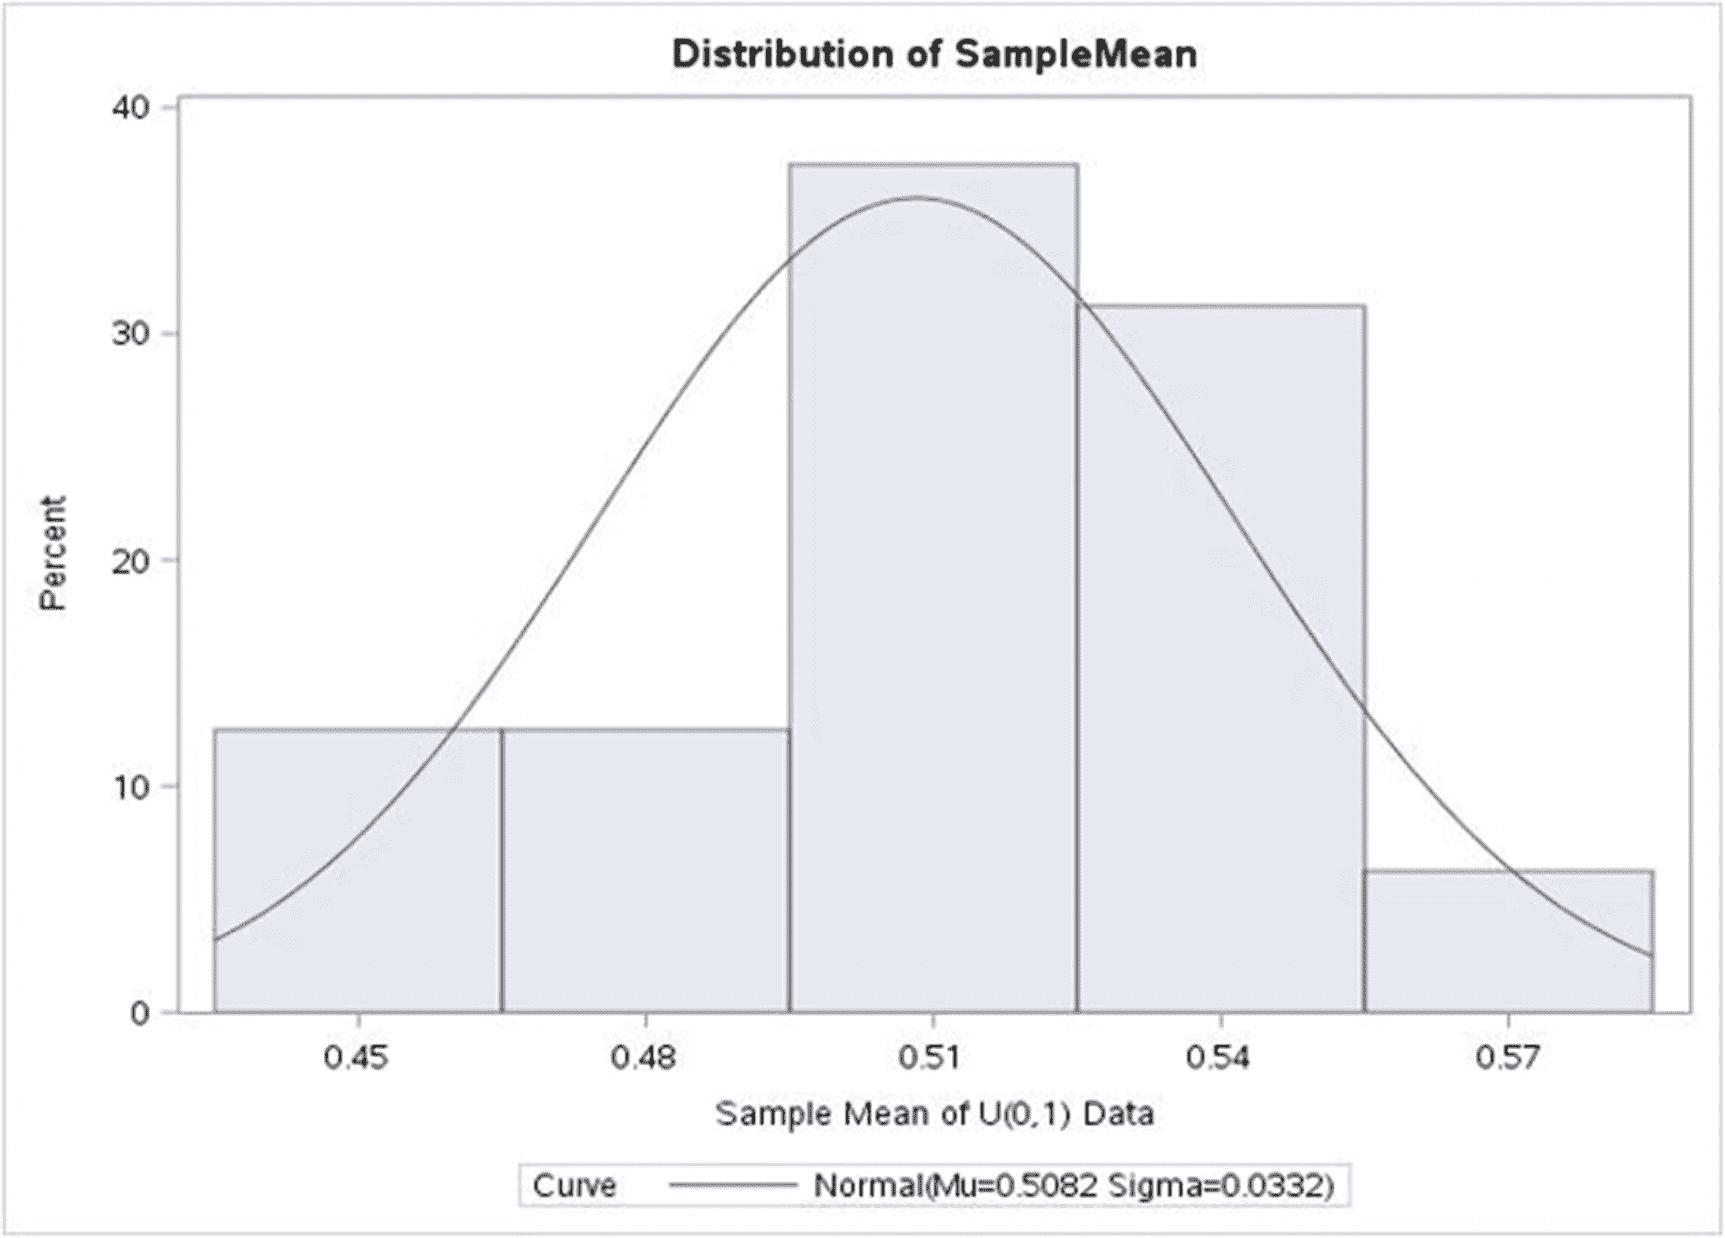 Distribution of SampleMean
40
30
20
10
0
Percent
0.45 0.48 0.51 0.54 0.57
Sample Mean of U(0,1) Data
Curve Normal(Mu=0.5082 Sigma=0.0332)